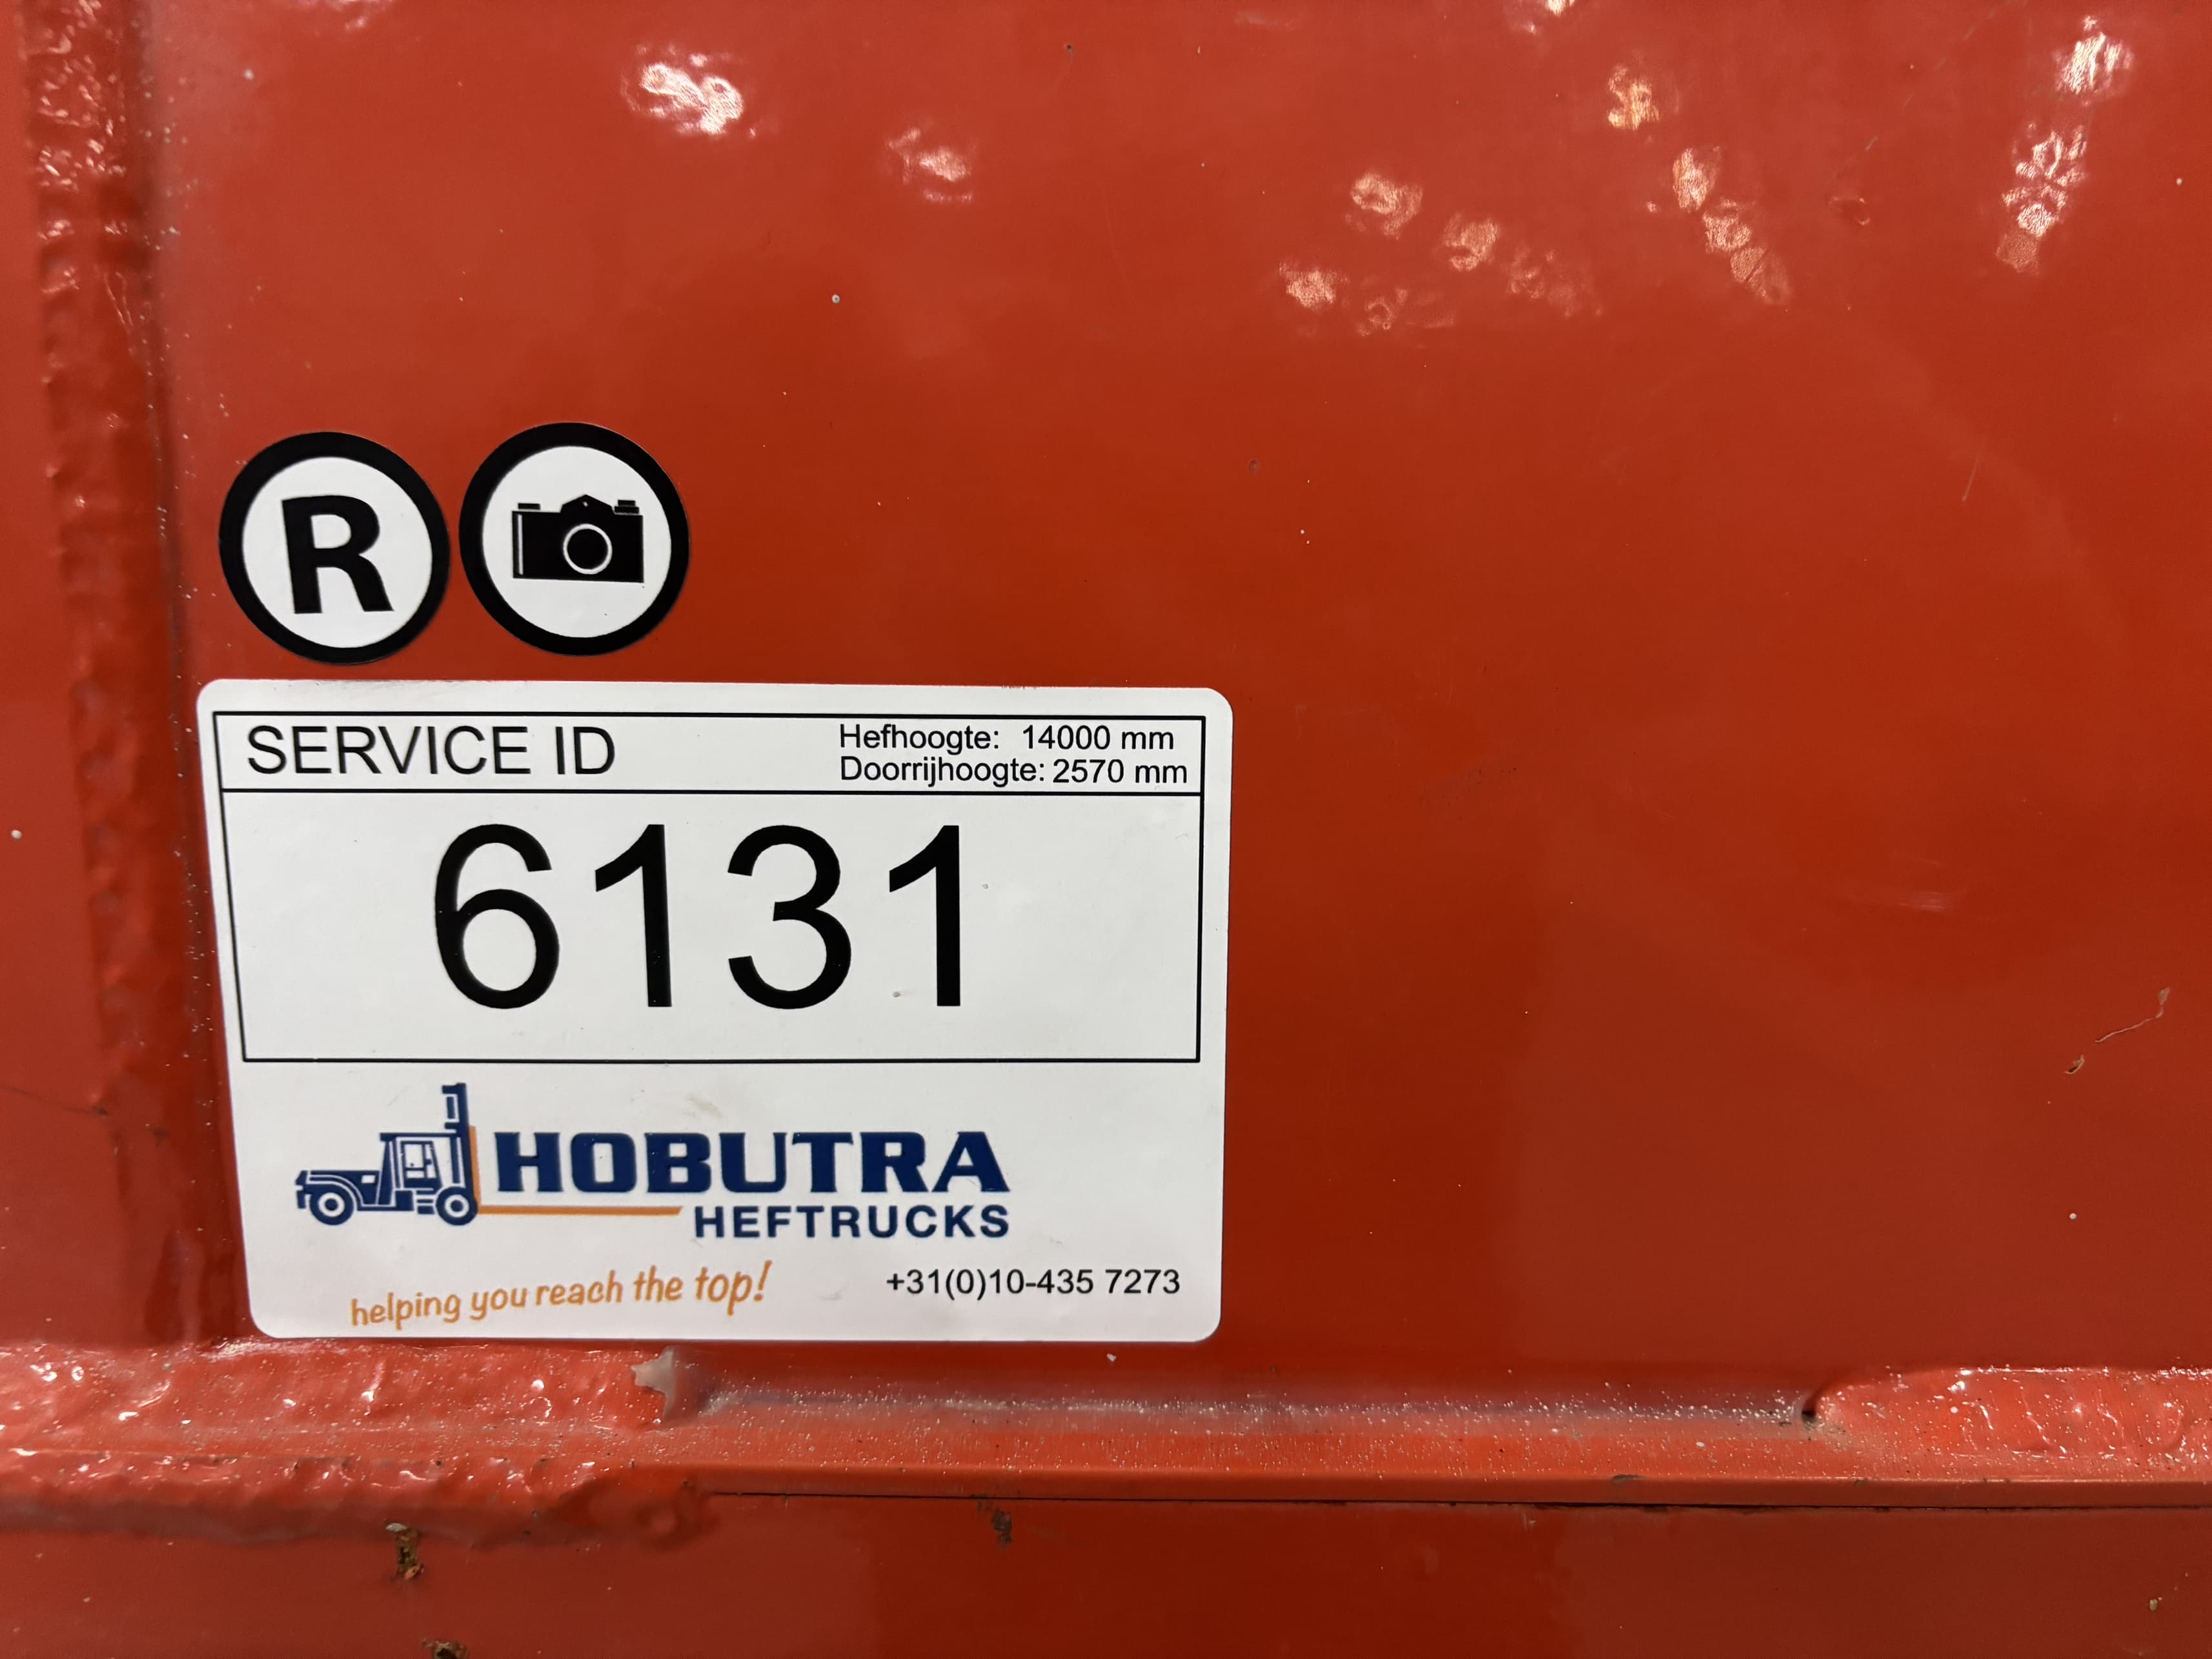 R
SERVICE ID
Hefhoogte: 14000 mm
Doorrijhoogte: 2570 mm
6131
HOBUTRA
HEFTRUCKS
helping you reach the top!
+31(0)10-435 7273